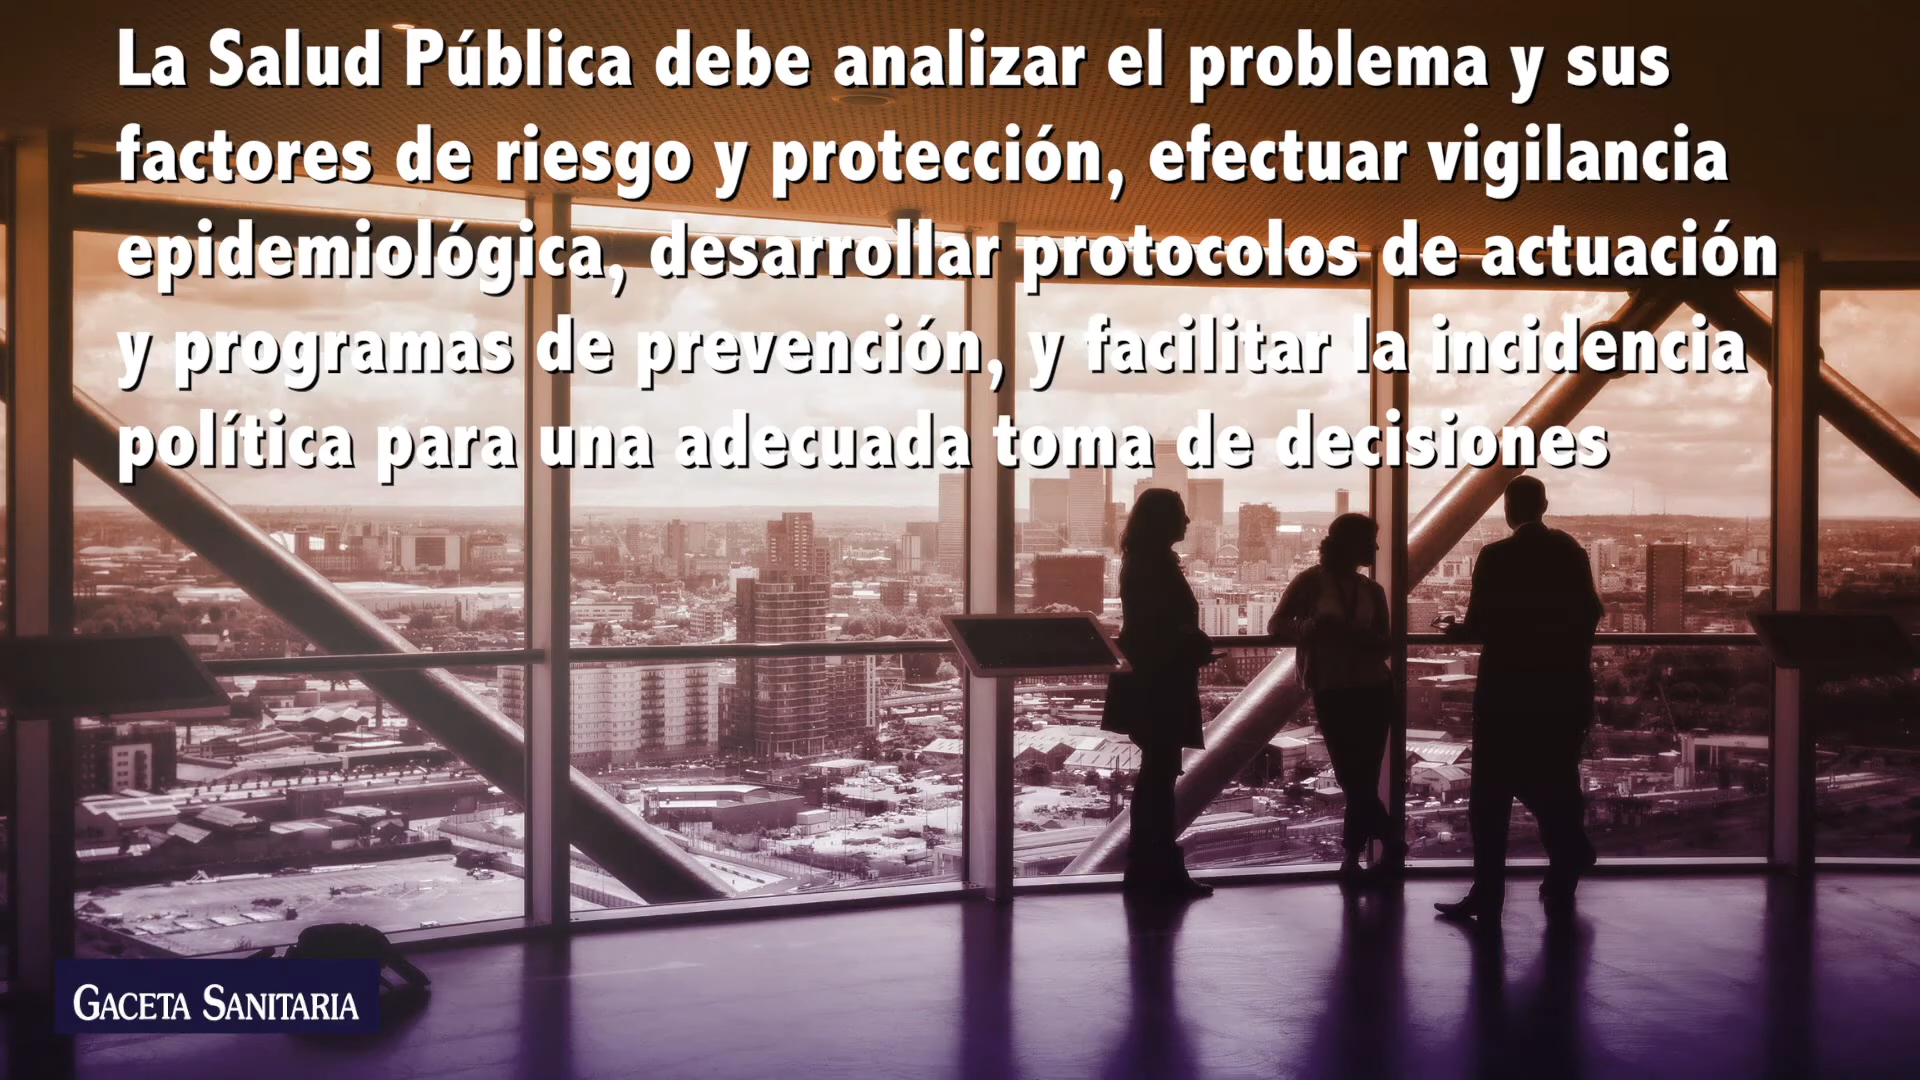 La Salud Pública debe analizar el problema y sus
factores de riesgo y protección, efectuar vigilancia
epidemiológica, desarrollar protocolos de actuación
y programas de prevención, y facilitar la incidencia
política para una adecuada toma de decisiones
GACETA SANITARIA